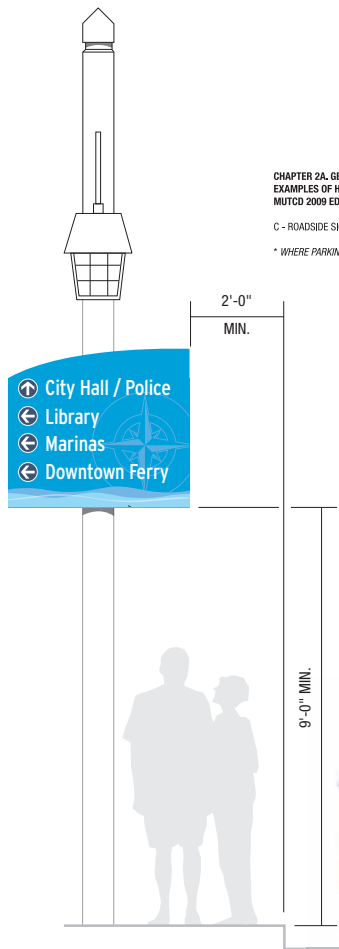 CHAPTER 2A. GE
EXAMPLES OF H
MUTCD 2009 ED
C - ROADSIDE SI
* WHERE PARKIN
2'-0"
MIN.
City Hall / Police
Library
Marinas
Downtown Ferry
9'-0" MIN.